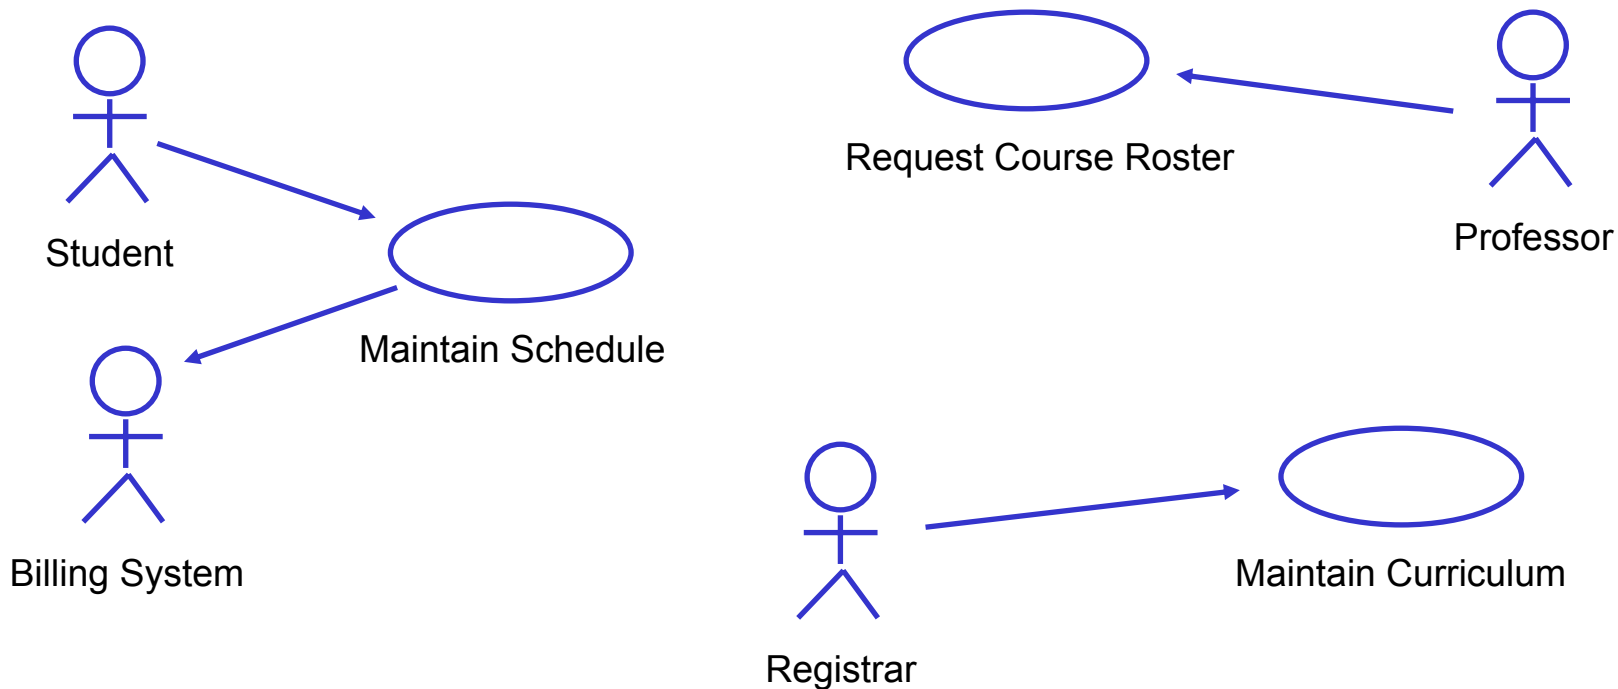 Request Course Roster
Professor
Student
Maintain Schedule
Billing System
Maintain Curriculum
Registrar